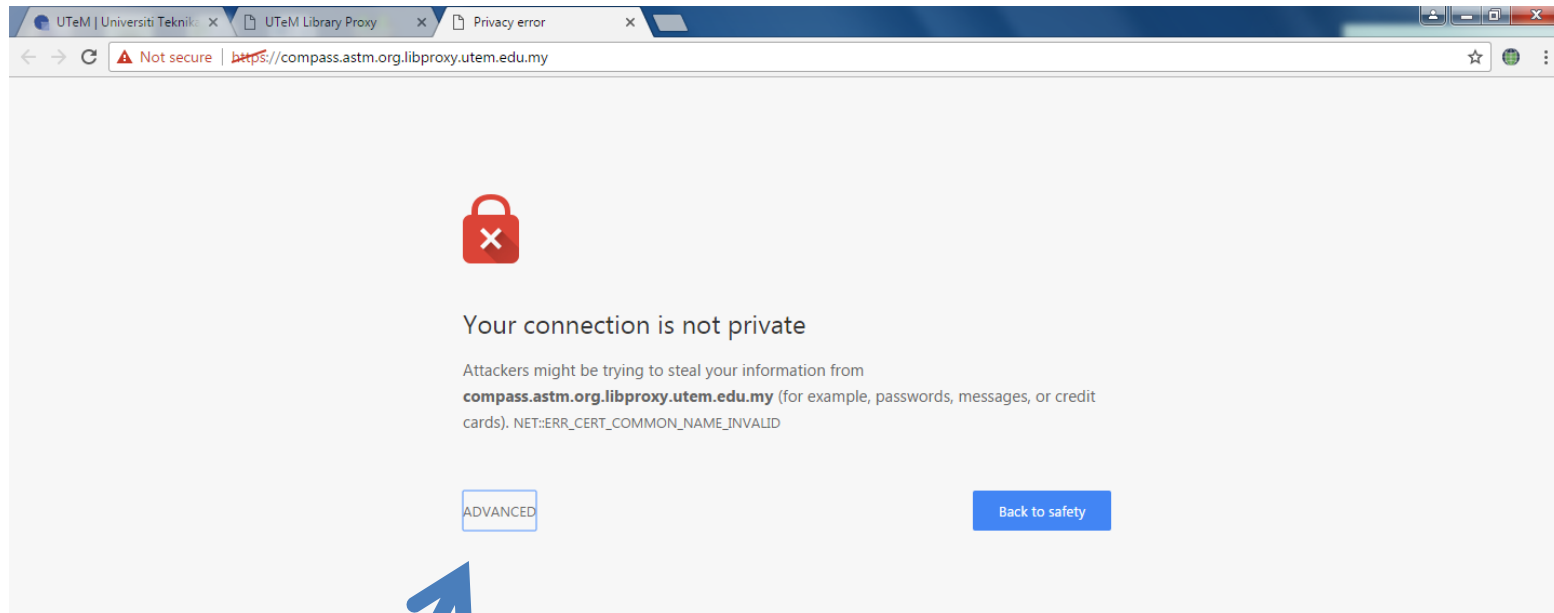 UTeM | Universiti Teknika
UTeM Library Proxy
Privacy error
Not secure | https://compass.astm.org.libproxy.utem.edu.my
Your connection is not private
Attackers might be trying to steal your information from
compass.astm.org.libproxy.utem.edu.my (for example, passwords, messages, or credit
cards). NET::ERR_CERT_COMMON_NAME_INVALID
ADVANCED
Back to safety